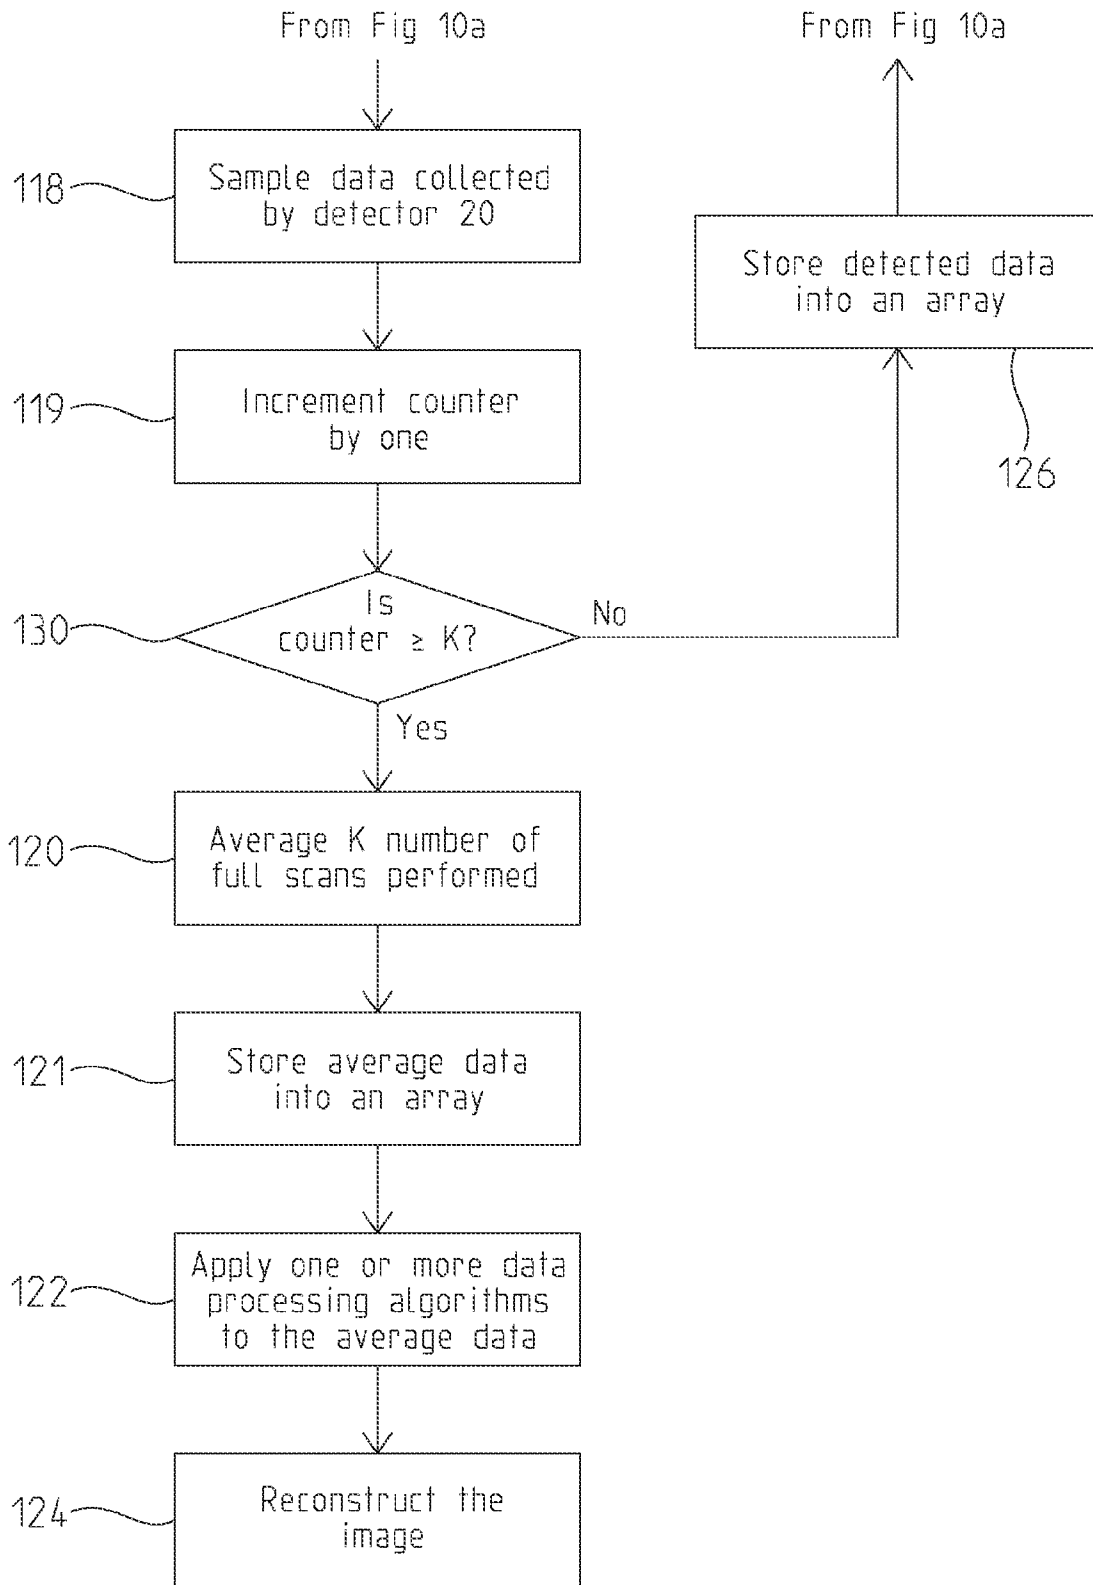 From Fig 10a
From Fig 10a
118
Sample data collected
by detector 20
Store detected data
into an array
126
119
Increment counter
by one
130
Is
counter ≥ K?
No
Yes
120
Average K number of
full scans performed
121
Store average data
into an array
122
Apply one or more data
processing algorithms
to the average data
124
Reconstruct the
image